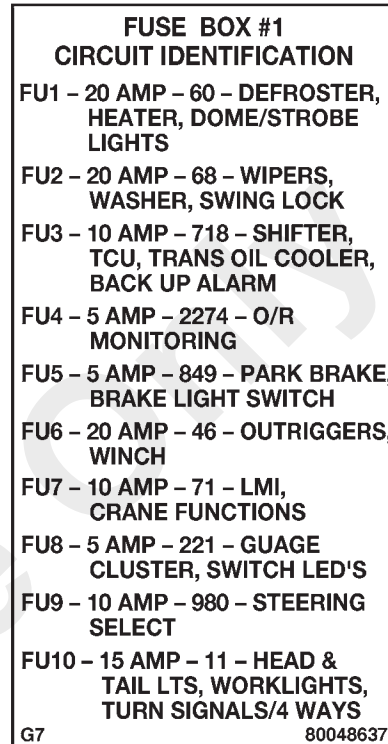 FUSE BOX #1
CIRCUIT IDENTIFICATION
FU1 – 20 AMP – 60 – DEFROSTER,
HEATER, DOME/STROBE
LIGHTS
FU2 – 20 AMP – 68 – WIPERS,
WASHER, SWING LOCK
FU3 – 10 AMP – 718 – SHIFTER,
TCU, TRANS OIL COOLER,
BACK UP ALARM
FU4 – 5 AMP – 2274 – O/R
MONITORING
FU5 – 5 AMP – 849 – PARK BRAKE,
BRAKE LIGHT SWITCH
FU6 – 20 AMP – 46 – OUTRIGGERS,
WINCH
FU7 – 10 AMP – 71 – LMI,
CRANE FUNCTIONS
FU8 – 5 AMP – 221 – GUAGE
CLUSTER, SWITCH LED'S
FU9 – 10 AMP – 980 – STEERING
SELECT
FU10 – 15 AMP – 11 – HEAD &
TAIL LTS, WORKLIGHTS,
TURN SIGNALS/4 WAYS
G7 80048637